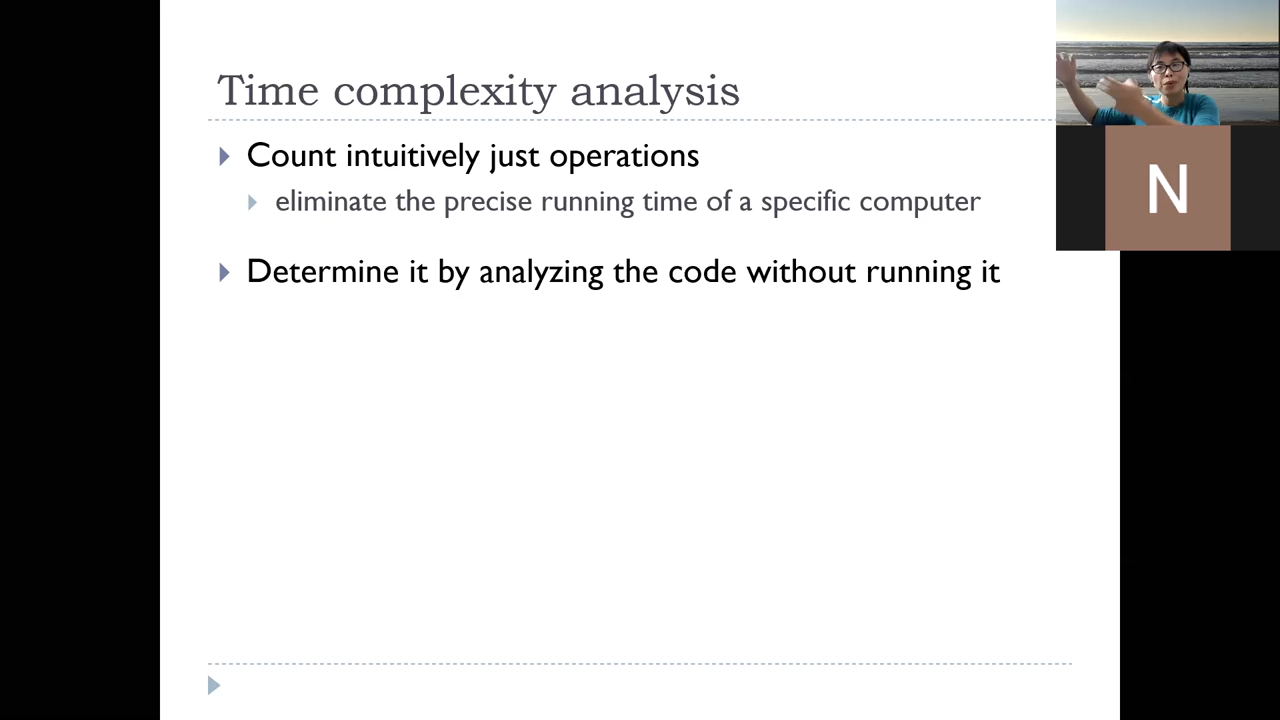 Time complexity analysis
Count intuitively just operations
eliminate the precise running time of a specific computer
Determine it by analyzing the code without running it
N